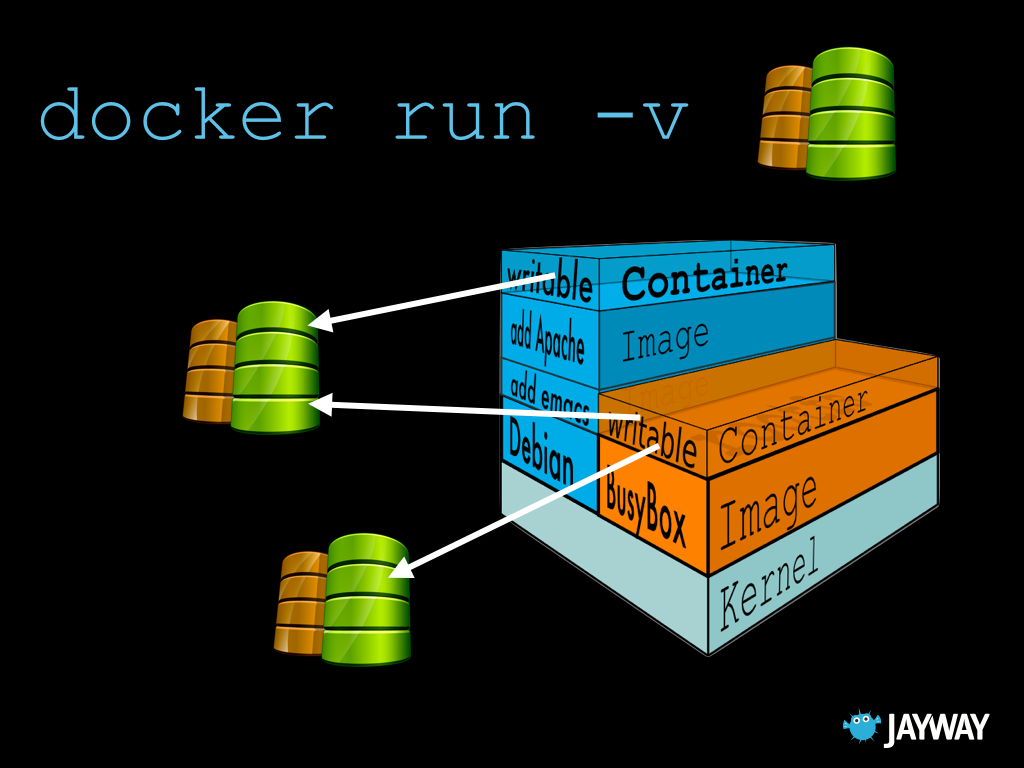 docker run -v
writable
Container
add Apache
Image
add emacs
Image
writable
Container
Debian
BusyBox
Image
Kernel
JAYWAY